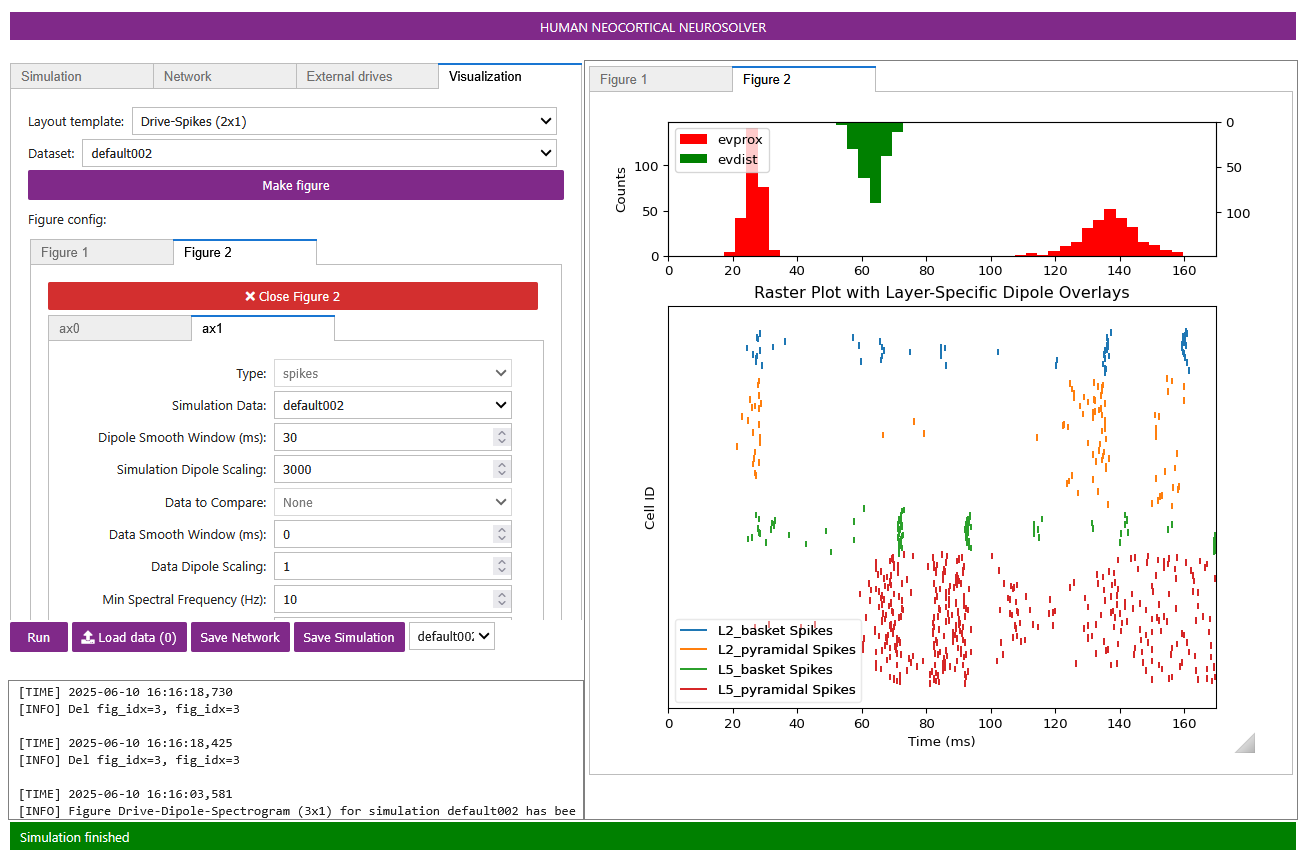 HUMAN NEOCORTICAL NEUROSOLVER
Simulation Network External drives Visualization
Layout template: Drive-Spikes (2x1)
Dataset: default002
Make figure
Figure config:
Figure 1 Figure 2
Close Figure 2
ax0 ax1
Type: spikes
Simulation Data: default002
Dipole Smooth Window (ms): 30
Simulation Dipole Scaling: 3000
Data to Compare: None
Data Smooth Window (ms): 0
Data Dipole Scaling: 1
Min Spectral Frequency (Hz): 10
Run Load data (0) Save Network Save Simulation default002
[TIME] 2025-06-10 16:16:18,730
[INFO] Del fig_idx=3, fig_idx=3
[TIME] 2025-06-10 16:16:18,425
[INFO] Del fig_idx=3, fig_idx=3
[TIME] 2025-06-10 16:16:03,581
[INFO] Figure Drive-Dipole-Spectrogram (3x1) for simulation default002 has bee
Simulation finished
Figure 1 Figure 2
evprox
evdist
Counts
100
50
0
0
50
100
0 20 40 60 80 100 120 140 160
Raster Plot with Layer-Specific Dipole Overlays
Cell ID
L2_basket Spikes
L2_pyramidal Spikes
L5_basket Spikes
L5_pyramidal Spikes
0 20 40 60 80 100 120 140 160
Time (ms)